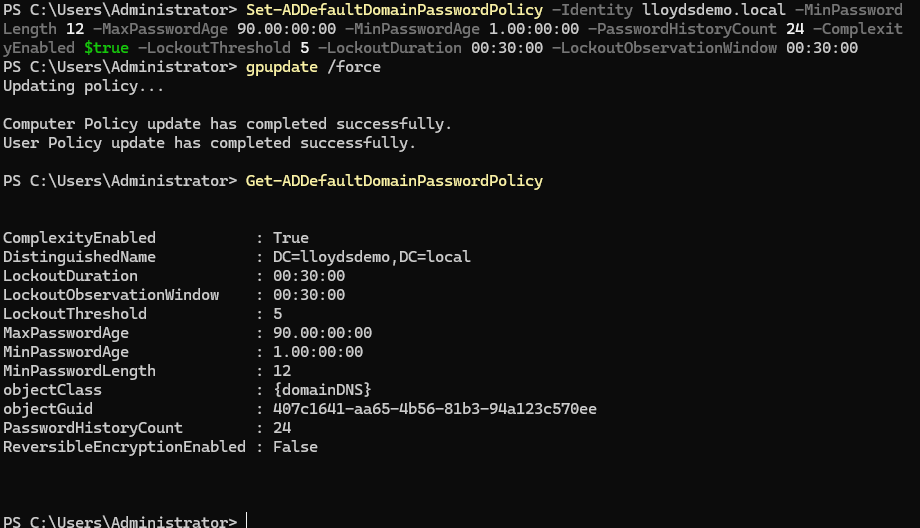 PS C:\Users\Administrator> Set-ADDefaultDomainPasswordPolicy -Identity lloydsdemo.local -MinPassword
Length 12 -MaxPasswordAge 90.00:00:00 -MinPasswordAge 1.00:00:00 -PasswordHistoryCount 24 -Complexit
yEnabled $true -LockoutThreshold 5 -LockoutDuration 00:30:00 -LockoutObservationWindow 00:30:00
PS C:\Users\Administrator> gpupdate /force
Updating policy...
Computer Policy update has completed successfully.
User Policy update has completed successfully.
PS C:\Users\Administrator> Get-ADDefaultDomainPasswordPolicy
ComplexityEnabled           : True
DistinguishedName           : DC=lloydsdemo,DC=local
LockoutDuration             : 00:30:00
LockoutObservationWindow    : 00:30:00
LockoutThreshold            : 5
MaxPasswordAge              : 90.00:00:00
MinPasswordAge              : 1.00:00:00
MinPasswordLength           : 12
objectClass                 : {domainDNS}
objectGuid                  : 407c1641-aa65-4b56-81b3-94a123c570ee
PasswordHistoryCount        : 24
ReversibleEncryptionEnabled : False
PS C:\Users\Administrator>